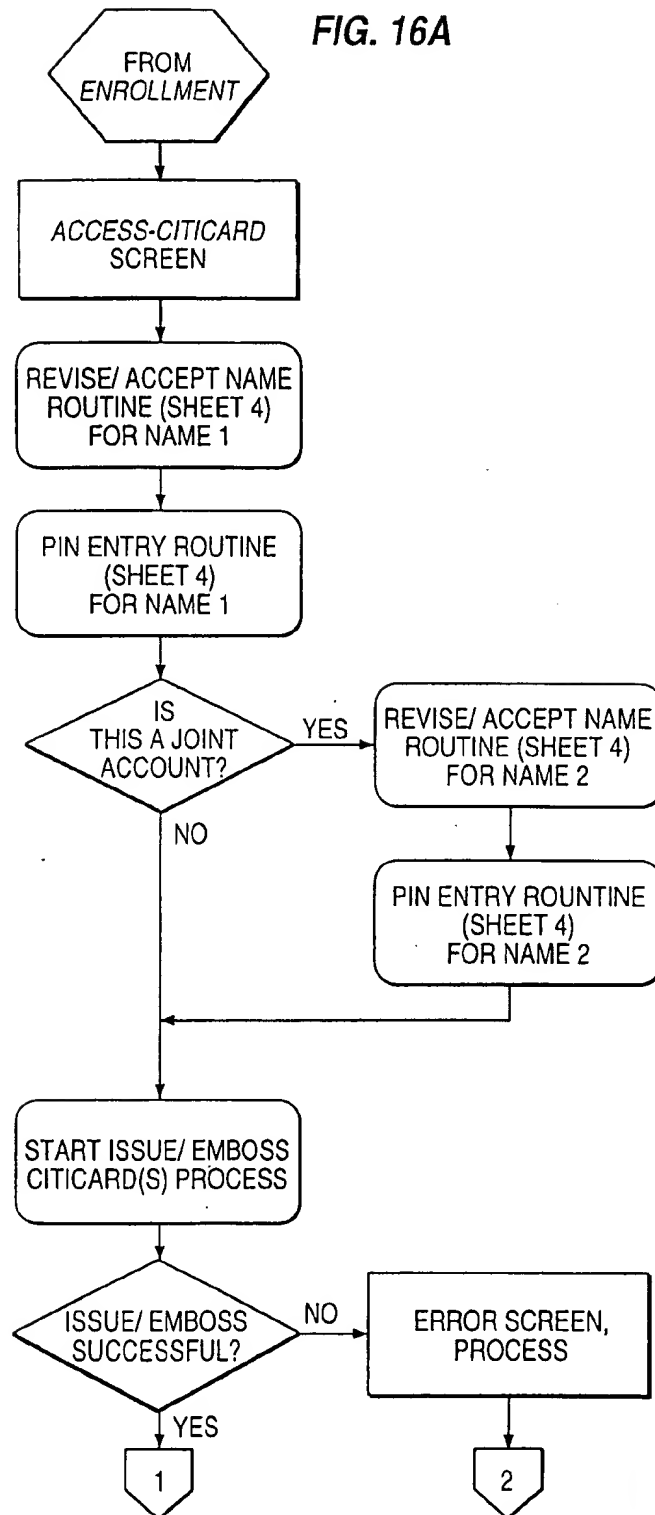 FIG. 16A
FROM
ENROLLMENT
ACCESS-CITICARD
SCREEN
REVISE/ ACCEPT NAME
ROUTINE (SHEET 4)
FOR NAME 1
PIN ENTRY ROUTINE
(SHEET 4)
FOR NAME 1
IS
THIS A JOINT
ACCOUNT?
YES
REVISE/ ACCEPT NAME
ROUTINE (SHEET 4)
FOR NAME 2
NO
PIN ENTRY ROUNTINE
(SHEET 4)
FOR NAME 2
START ISSUE/ EMBOSS
CITICARD(S) PROCESS
ISSUE/ EMBOSS
SUCCESSFUL?
NO
ERROR SCREEN,
PROCESS
YES
1
2